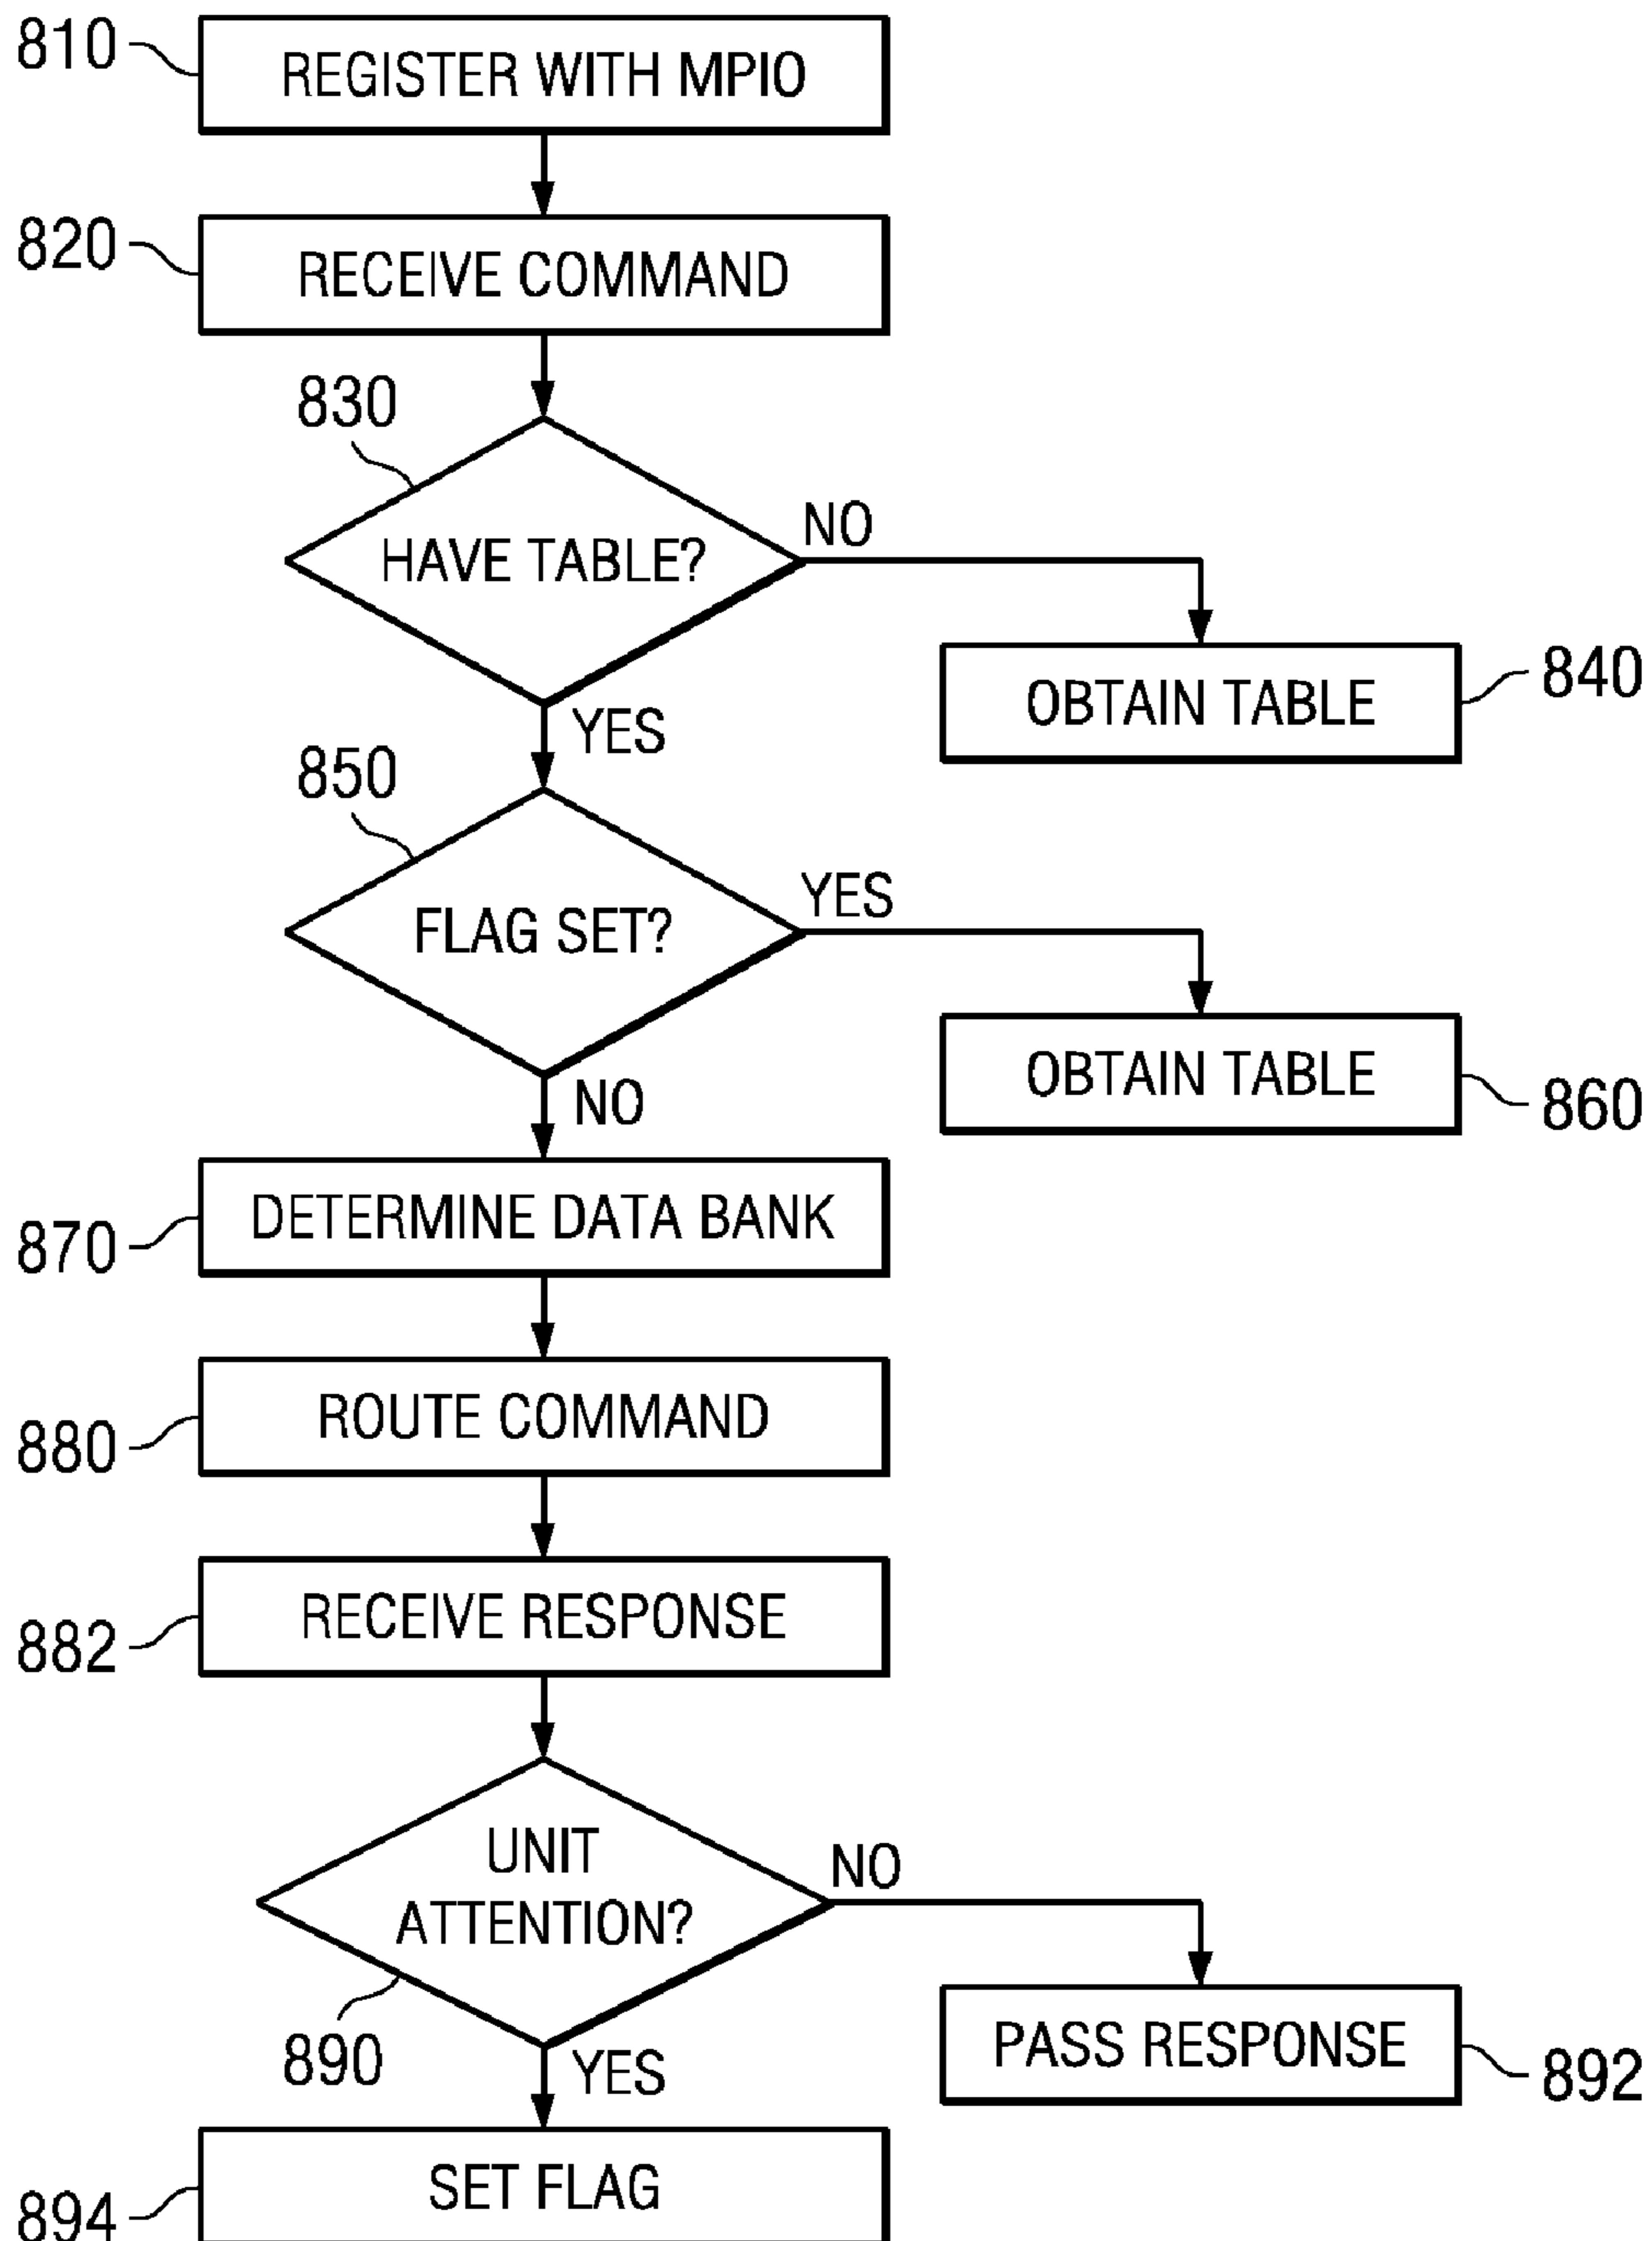 810
REGISTER WITH MPIO
820
RECEIVE COMMAND
830
HAVE TABLE?
NO
840
OBTAIN TABLE
YES
850
FLAG SET?
YES
OBTAIN TABLE
860
NO
870
DETERMINE DATA BANK
880
ROUTE COMMAND
882
RECEIVE RESPONSE
UNIT
ATTENTION?
NO
890
YES
PASS RESPONSE
892
894
SET FLAG